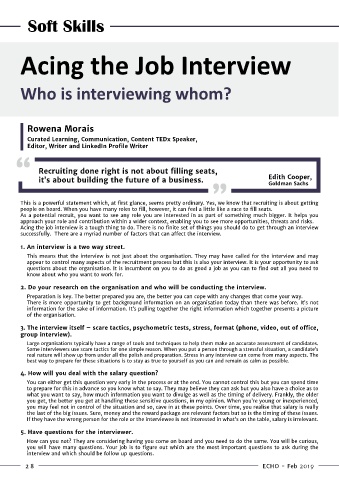 Soft Skills
Acing the Job Interview
Who is interviewing whom?
Rowena Morais
Curated Learning, Communication, Content TEDx Speaker,
Editor, Writer and LinkedIn Profile Writer
“ Recruiting done right is not about filling seats,
it's about building the future of a business. ”
Edith Cooper,
Goldman Sachs
This is a powerful statement which, at first glance, seems pretty ordinary. Yes, we know that recruiting is about getting
people on board. When you have many roles to fill, however, it can feel a little like a race to fill seats.
As a potential recruit, you want to see any role you are interested in as part of something much bigger. It helps you
approach your role and contribution within a wider context, enabling you to see more opportunities, threats and risks.
Acing the job interview is a tough thing to do. There is no finite set of things you should do to get through an interview
successfully. There are a myriad number of factors that can affect the interview.
1. An interview is a two way street.
This means that the interview is not just about the organisation. They may have called for the interview and may
appear to control many aspects of the recruitment process but this is also your interview. It is your opportunity to ask
questions about the organisation. It is incumbent on you to do as good a job as you can to find out all you need to
know about who you want to work for.
2. Do your research on the organisation and who will be conducting the interview.
Preparation is key. The better prepared you are, the better you can cope with any changes that come your way.
There is more opportunity to get background information on an organisation today than there was before. It's not
information for the sake of information. It's pulling together the right information which together presents a picture
of the organisation.
3. The interview itself – scare tactics, psychometric tests, stress, format (phone, video, out of office,
group interview).
Large organisations typically have a range of tools and techniques to help them make an accurate assessment of candidates.
Some interviewers use scare tactics for one simple reason. When you put a person through a stressful situation, a candidate's
real nature will show up from under all the polish and preparation. Stress in any interview can come from many aspects. The
best way to prepare for these situations is to stay as true to yourself as you can and remain as calm as possible.
4. How will you deal with the salary question?
You can either get this question very early in the process or at the end. You cannot control this but you can spend time
to prepare for this in advance so you know what to say. They may believe they can ask but you also have a choice as to
what you want to say, how much information you want to divulge as well as the timing of delivery. Frankly, the older
you get, the better you get at handling these sensitive questions, in my opinion. When you're young or inexperienced,
you may feel not in control of the situation and so, cave in at these points. Over time, you realise that salary is really
the last of the big issues. Sure, money and the reward package are relevant factors but so is the timing of these issues.
If they have the wrong person for the role or the interviewee is not interested in what's on the table, salary is irrelevant.
5. Have questions for the interviewer.
How can you not? They are considering having you come on board and you need to do the same. You will be curious,
you will have many questions. Your job is to figure out which are the most important questions to ask during the
interview and which should be follow up questions.
28
ECHO - Feb 2019